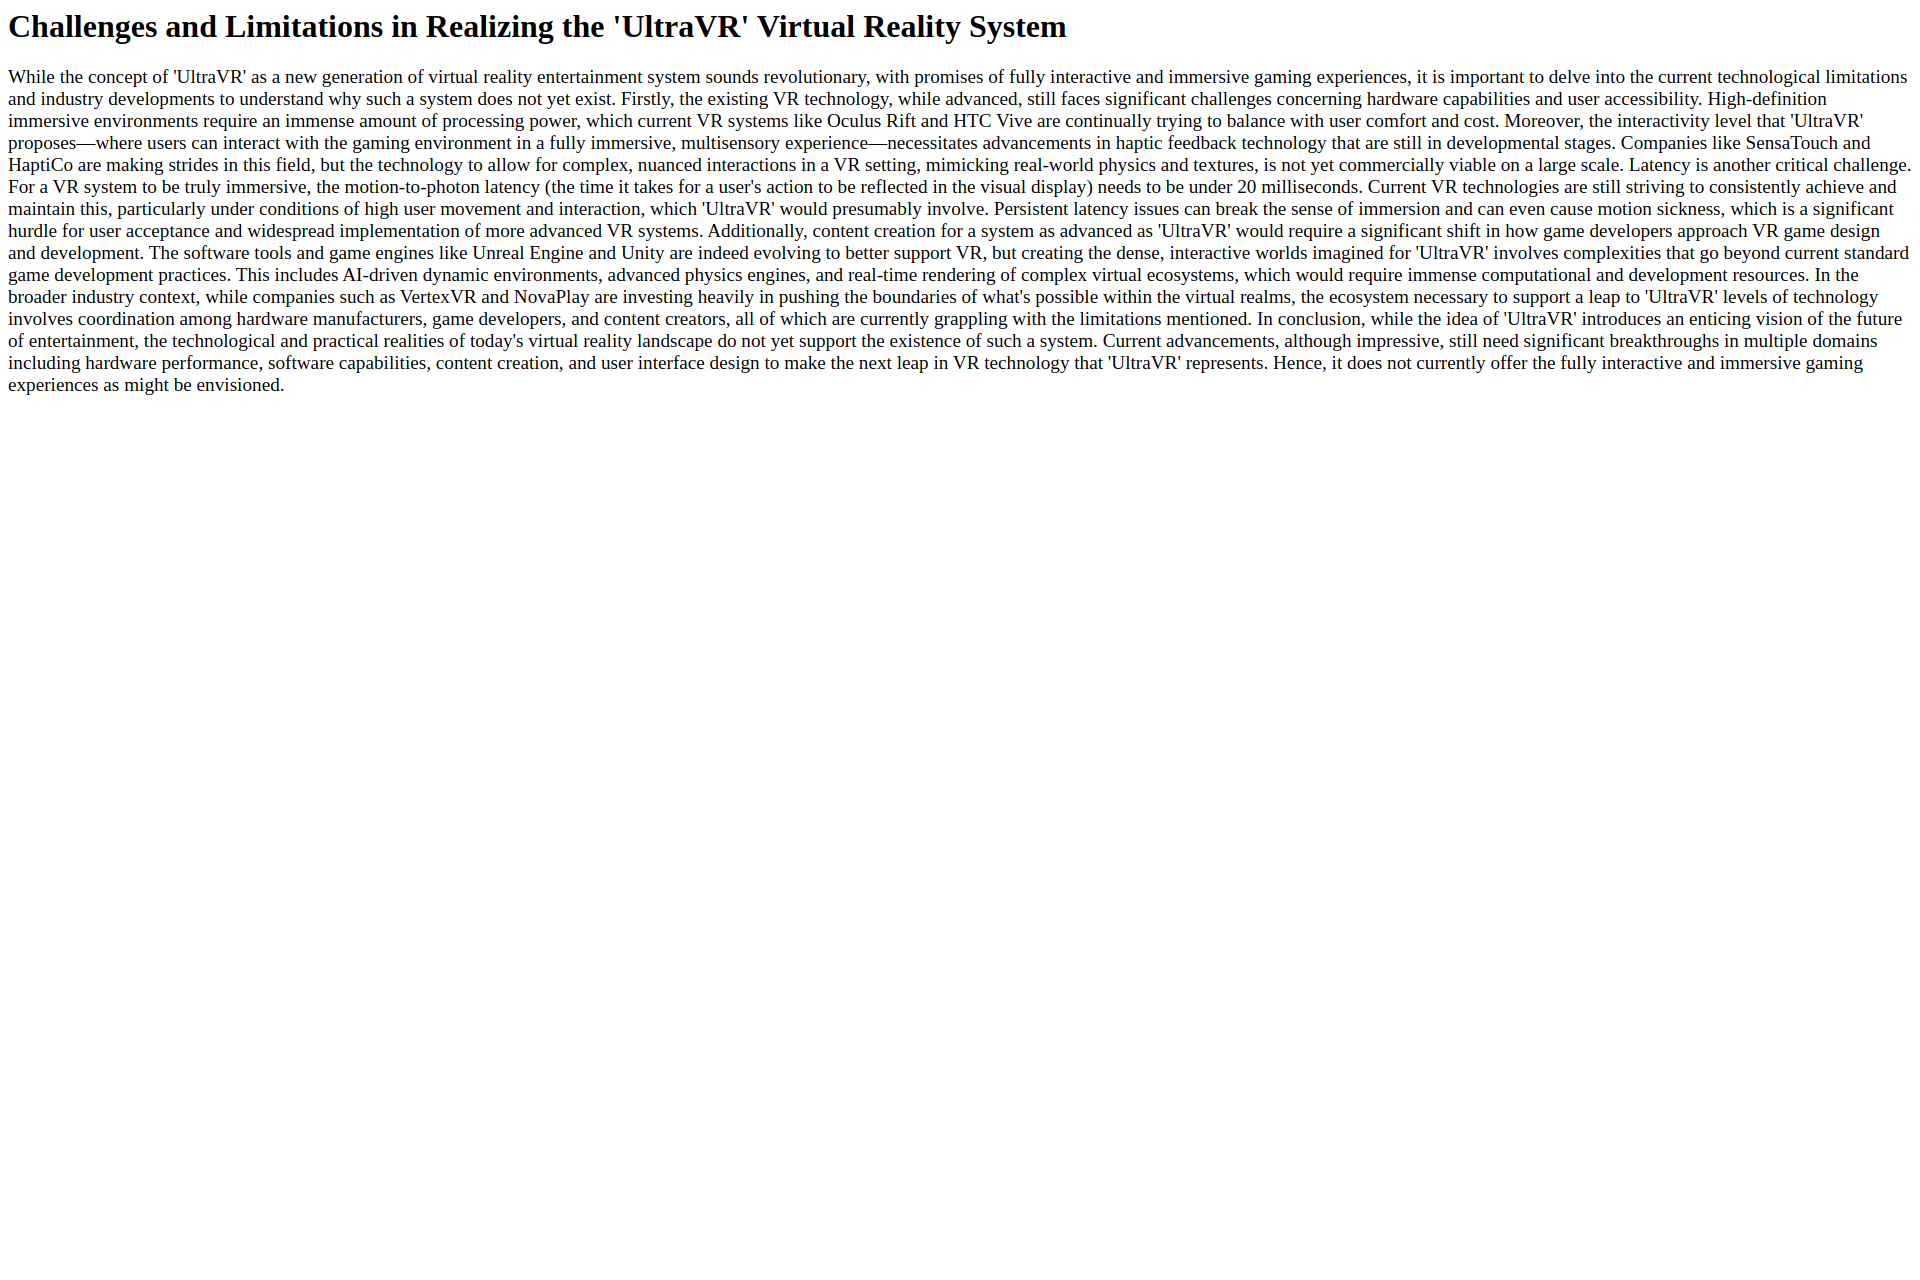 Challenges and Limitations in Realizing the 'UltraVR' Virtual Reality System
While the concept of 'UltraVR' as a new generation of virtual reality entertainment system sounds revolutionary, with promises of fully interactive and immersive gaming experiences, it is important to delve into the current technological limitations
and industry developments to understand why such a system does not yet exist. Firstly, the existing VR technology, while advanced, still faces significant challenges concerning hardware capabilities and user accessibility. High-definition
immersive environments require an immense amount of processing power, which current VR systems like Oculus Rift and HTC Vive are continually trying to balance with user comfort and cost. Moreover, the interactivity level that 'UltraVR'
proposes—where users can interact with the gaming environment in a fully immersive, multisensory experience—necessitates advancements in haptic feedback technology that are still in developmental stages. Companies like SensaTouch and
HaptiCo are making strides in this field, but the technology to allow for complex, nuanced interactions in a VR setting, mimicking real-world physics and textures, is not yet commercially viable on a large scale. Latency is another critical challenge.
For a VR system to be truly immersive, the motion-to-photon latency (the time it takes for a user's action to be reflected in the visual display) needs to be under 20 milliseconds. Current VR technologies are still striving to consistently achieve and
maintain this, particularly under conditions of high user movement and interaction, which 'UltraVR' would presumably involve. Persistent latency issues can break the sense of immersion and can even cause motion sickness, which is a significant
hurdle for user acceptance and widespread implementation of more advanced VR systems. Additionally, content creation for a system as advanced as 'UltraVR' would require a significant shift in how game developers approach VR game design
and development. The software tools and game engines like Unreal Engine and Unity are indeed evolving to better support VR, but creating the dense, interactive worlds imagined for 'UltraVR' involves complexities that go beyond current standard
game development practices. This includes AI-driven dynamic environments, advanced physics engines, and real-time rendering of complex virtual ecosystems, which would require immense computational and development resources. In the
broader industry context, while companies such as VertexVR and NovaPlay are investing heavily in pushing the boundaries of what's possible within the virtual realms, the ecosystem necessary to support a leap to 'UltraVR' levels of technology
involves coordination among hardware manufacturers, game developers, and content creators, all of which are currently grappling with the limitations mentioned. In conclusion, while the idea of 'UltraVR' introduces an enticing vision of the future
of entertainment, the technological and practical realities of today's virtual reality landscape do not yet support the existence of such a system. Current advancements, although impressive, still need significant breakthroughs in multiple domains
including hardware performance, software capabilities, content creation, and user interface design to make the next leap in VR technology that 'UltraVR' represents. Hence, it does not currently offer the fully interactive and immersive gaming
experiences as might be envisioned.